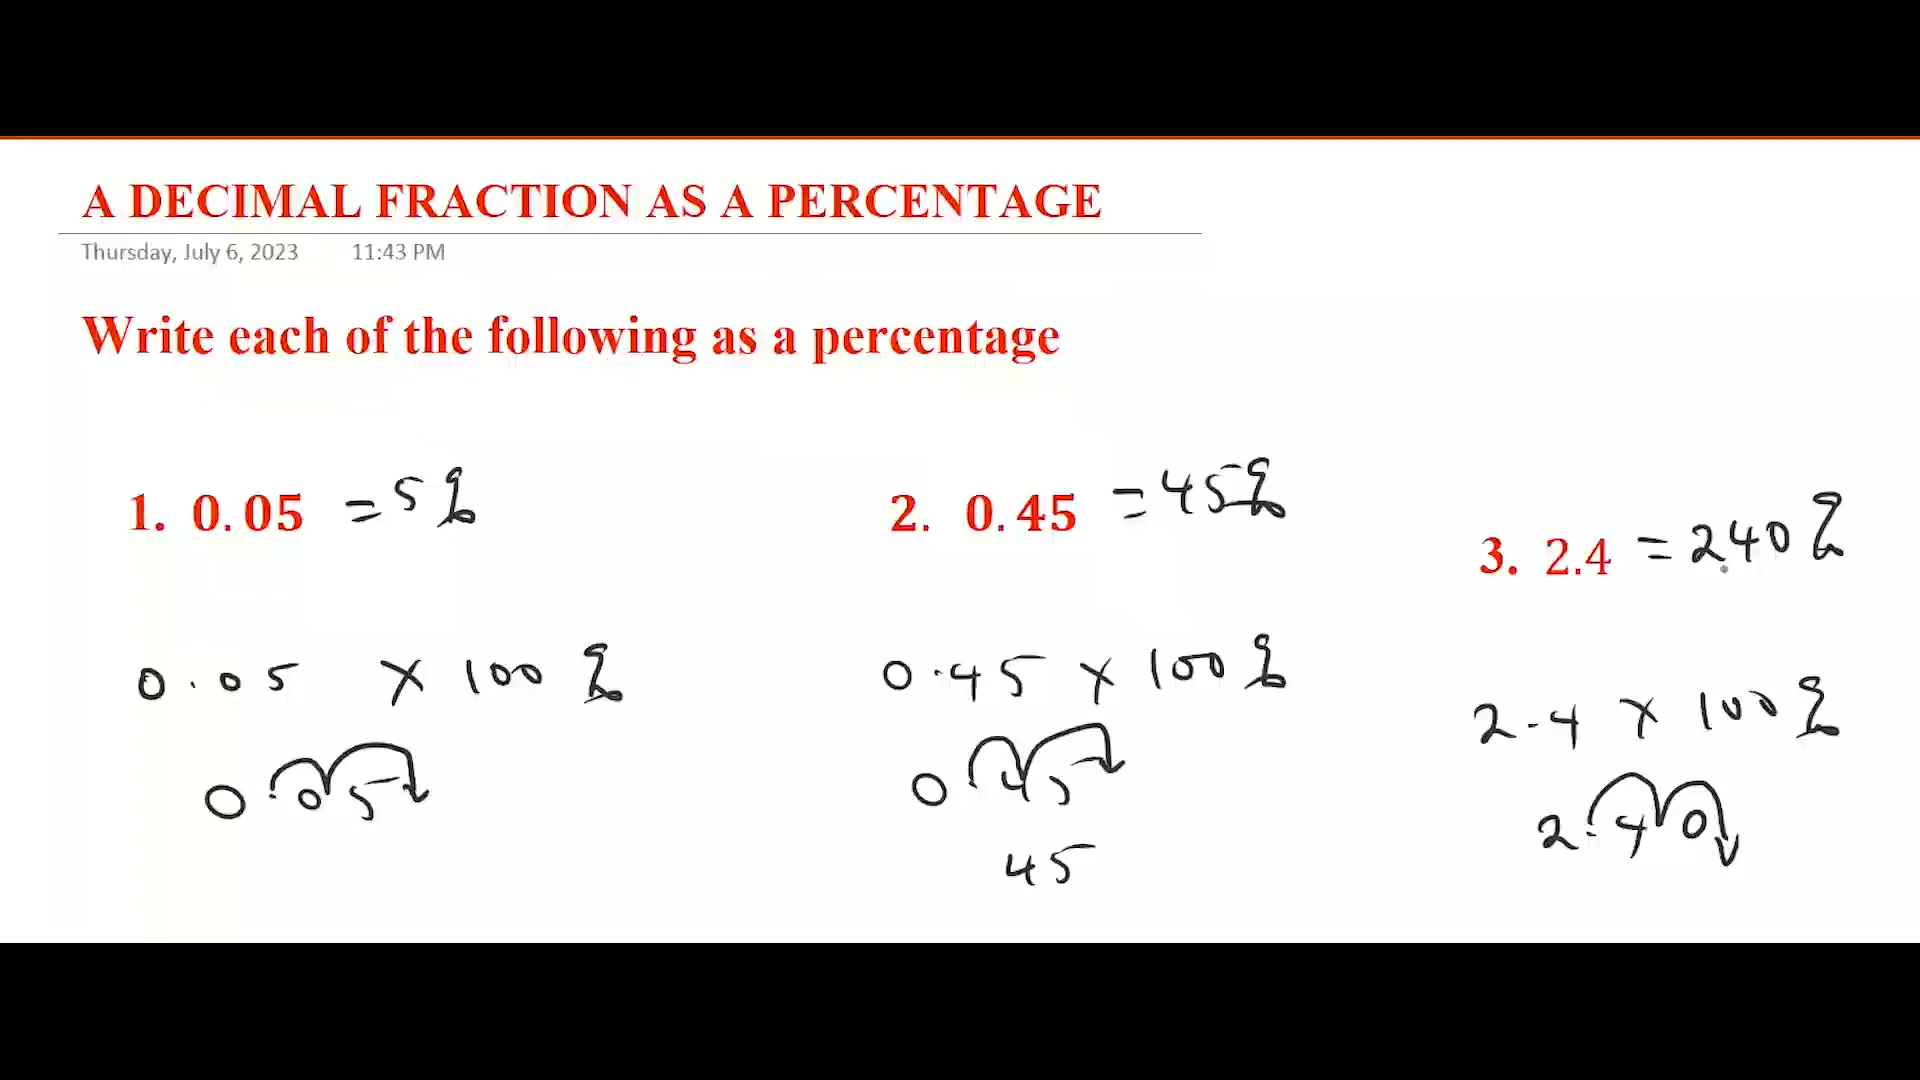 A DECIMAL FRACTION AS A PERCENTAGE
Thursday, July 6, 2023 11:43 PM
Write each of the following as a percentage
1. 0.05 = 5%
2. 0.45 = 45%
3. 2.4 = 240%
0.05 × 100%
0.45 × 100%
2.4 × 100%
0.05
0.45
2.40
45